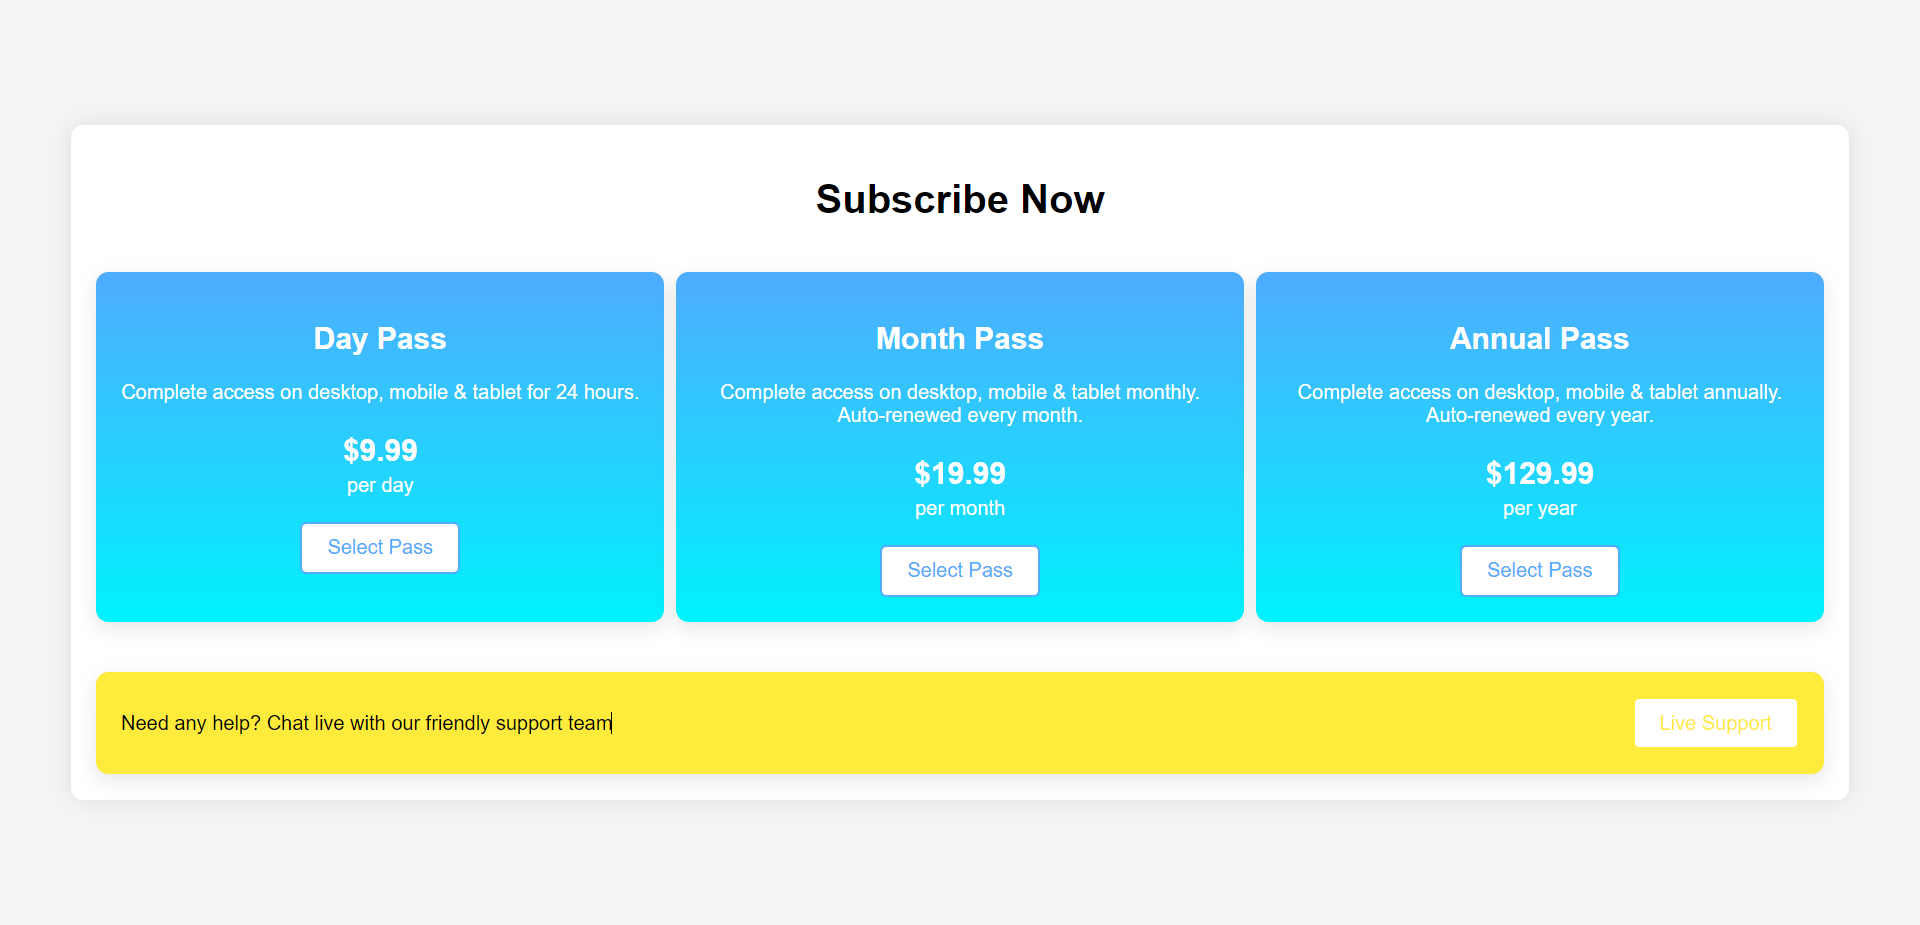 Subscribe Now
Day Pass
Complete access on desktop, mobile & tablet for 24 hours.
$9.99
per day
Select Pass
Month Pass
Complete access on desktop, mobile & tablet monthly.
Auto-renewed every month.
$19.99
per month
Select Pass
Annual Pass
Complete access on desktop, mobile & tablet annually.
Auto-renewed every year.
$129.99
per year
Select Pass
Need any help? Chat live with our friendly support team
Live Support